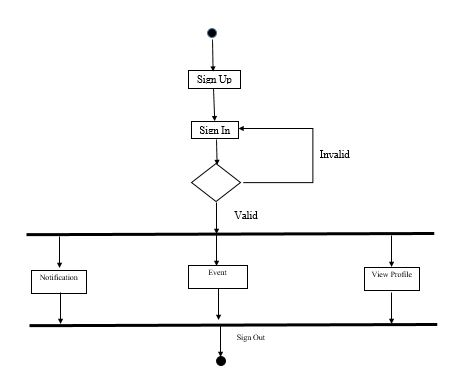 Sign Up
Sign In
Invalid
Valid
Notification
Event
View Profile
Sign Out